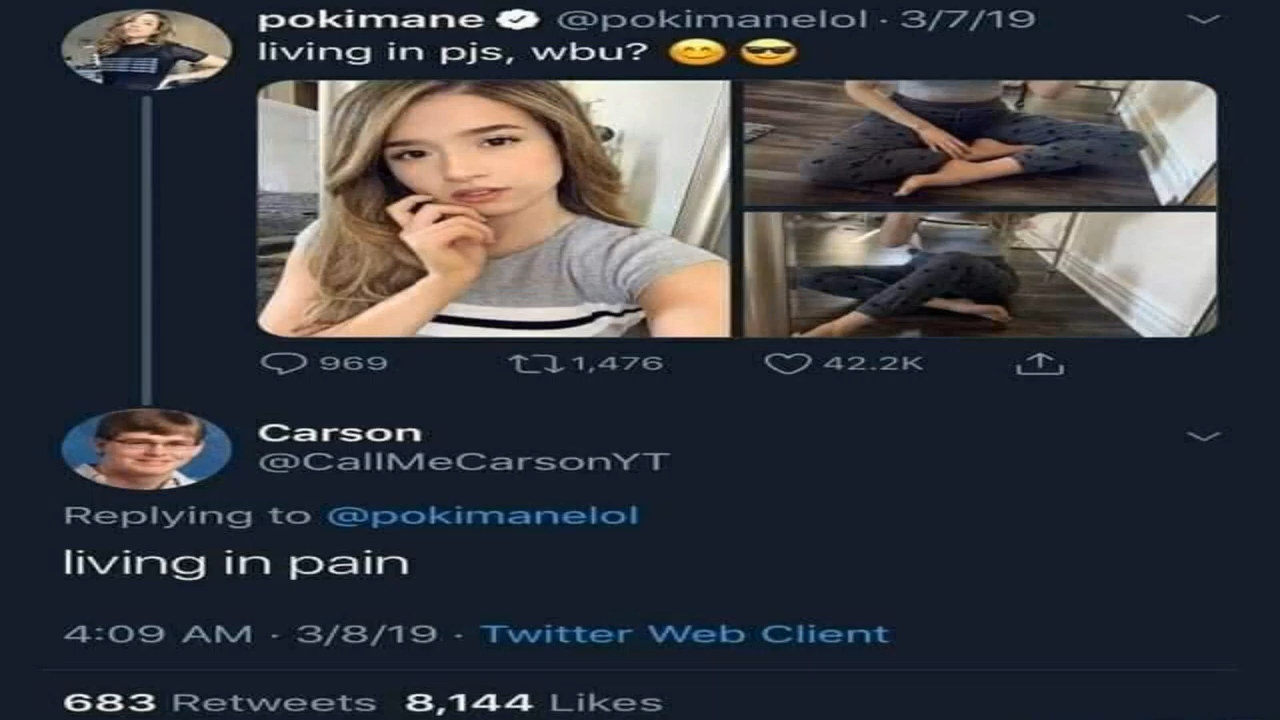 pokimane @pokimanelol · 3/7/19
living in pjs, wbu? 😊 😎
969 1,476 42.2K
Carson
@CallMeCarsonYT
Replying to @pokimanelol
living in pain
4:09 AM · 3/8/19 · Twitter Web Client
683 Retweets 8,144 Likes